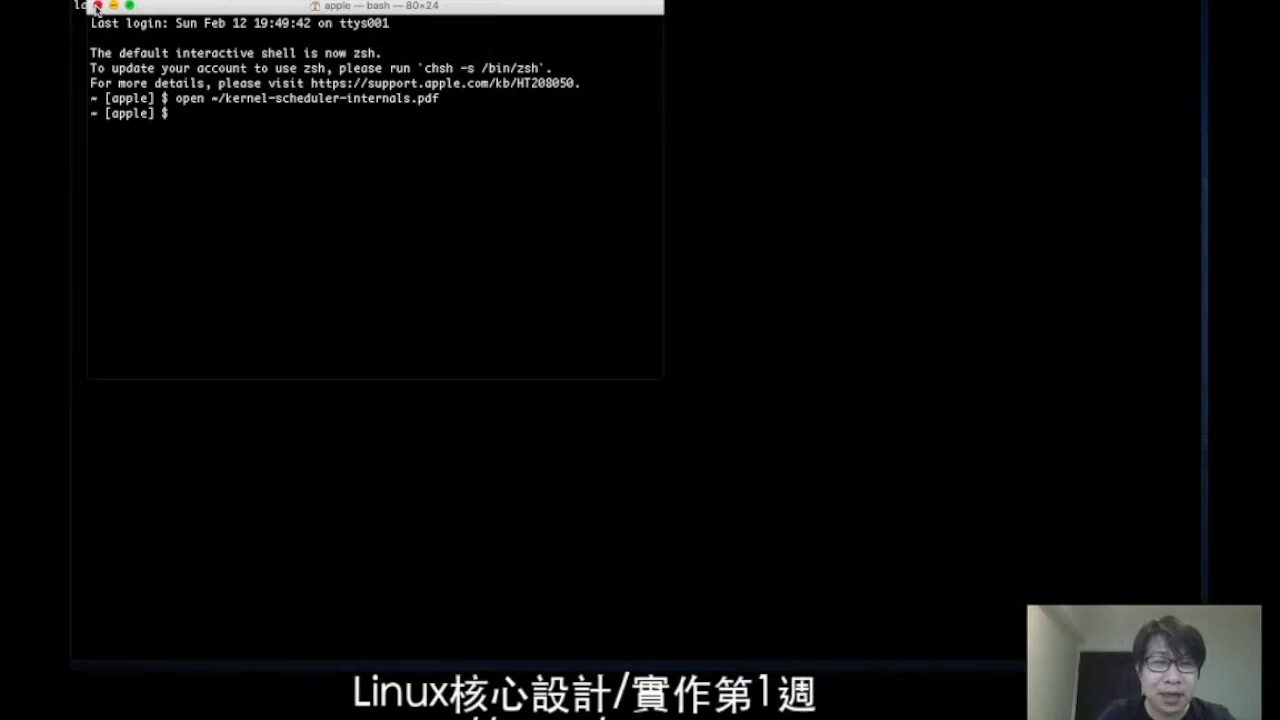 apple — bash — 80×24
Last login: Sun Feb 12 19:49:42 on ttys001
The default interactive shell is now zsh.
To update your account to use zsh, please run `chsh -s /bin/zsh`.
For more details, please visit https://support.apple.com/kb/HT208050.
~ [apple] $ open ~/kernel-scheduler-internals.pdf
~ [apple] $
Linux核心設計/實作第1週